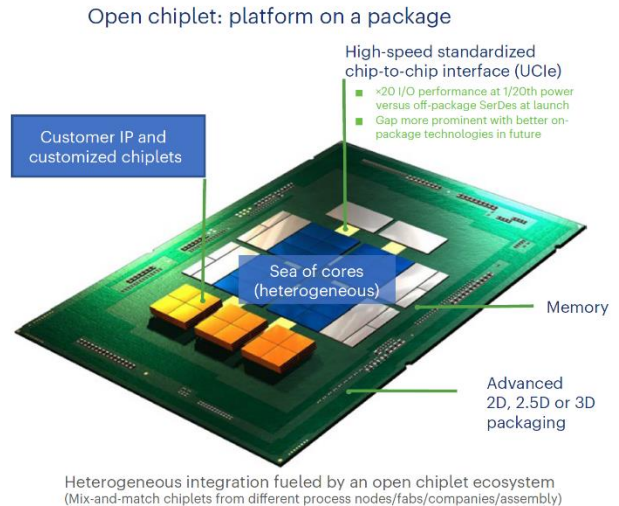 Open chiplet: platform on a package
High-speed standardized
chip-to-chip interface (UCIe)
×20 I/O performance at 1/20th power
versus off-package SerDes at launch
Gap more prominent with better on-
package technologies in future
Customer IP and
customized chiplets
Sea of cores
(heterogeneous)
Memory
Advanced
2D, 2.5D or 3D
packaging
Heterogeneous integration fueled by an open chiplet ecosystem
(Mix-and-match chiplets from different process nodes/fabs/companies/assembly)